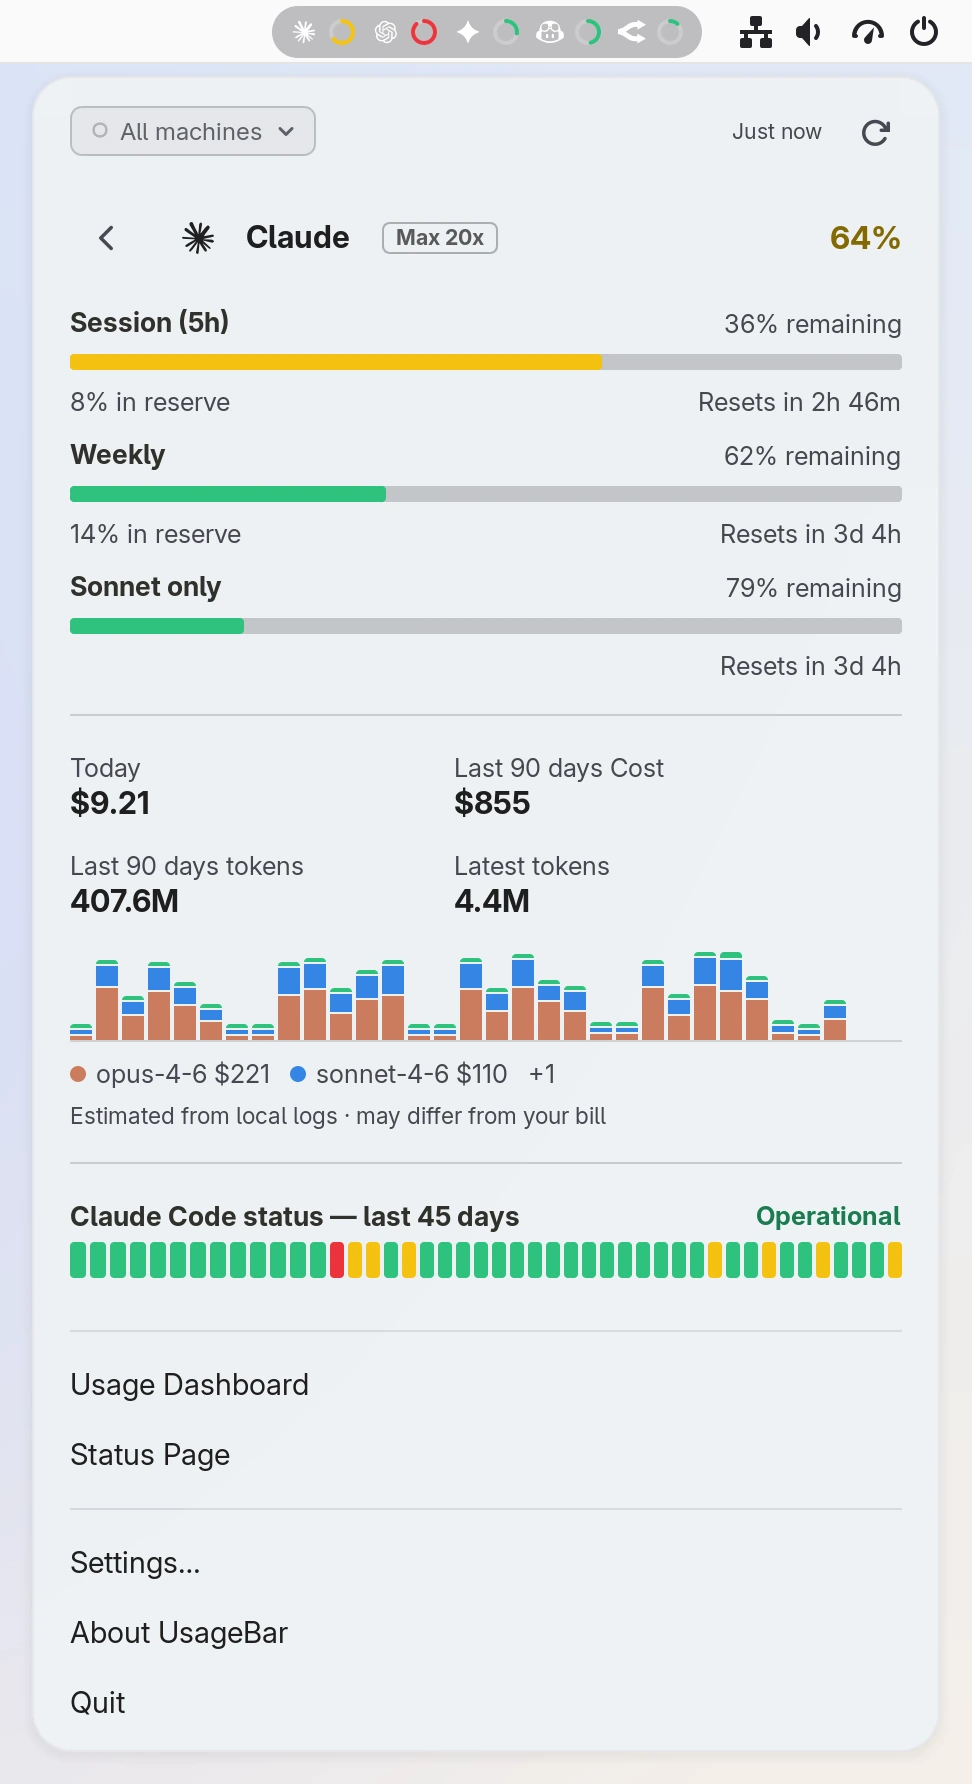 All machines
Just now
Claude
Max 20x
64%
Session (5h)
36% remaining
8% in reserve
Resets in 2h 46m
Weekly
62% remaining
14% in reserve
Resets in 3d 4h
Sonnet only
79% remaining
Resets in 3d 4h
Today
Last 90 days Cost
$9.21
$855
Last 90 days tokens
Latest tokens
407.6M
4.4M
opus-4-6 $221
sonnet-4-6 $110
+1
Estimated from local logs · may differ from your bill
Claude Code status — last 45 days
Operational
Usage Dashboard
Status Page
Settings...
About UsageBar
Quit